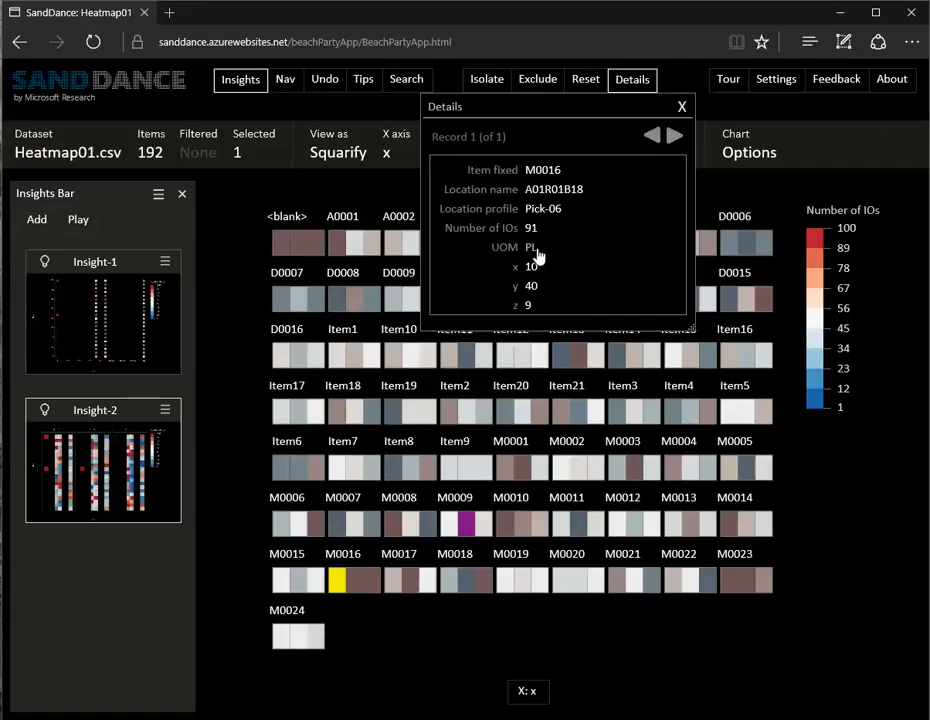 SandDance: Heatmap01
sanddance.azurewebsites.net/beachPartyApp/BeachPartyApp.html
SANDDANCE
by Microsoft Research
Insights Nav Undo Tips Search Isolate Exclude Reset Details Tour Settings Feedback About
Dataset Items Filtered Selected View as X axis Chart
Heatmap01.csv 192 None 1 Squarify x Options
Details X
Record 1 (of 1)
Item fixed M0016
Location name A01R01B18
Location profile Pick-06
Number of IOs 91
UOM PL
x 10
y 40
z 9
Insights Bar
Add Play
Insight-1
Insight-2
<blank> A0001 A0002 D0006
D0007 D0008 D0009 D0015
D0016 Item1 Item10 Item16
Item17 Item18 Item19 Item2 Item20 Item21 Item3 Item4 Item5
Item6 Item7 Item8 Item9 M0001 M0002 M0003 M0004 M0005
M0006 M0007 M0008 M0009 M0010 M0011 M0012 M0013 M0014
M0015 M0016 M0017 M0018 M0019 M0020 M0021 M0022 M0023
M0024
Number of IOs
100
89
78
67
56
45
34
23
12
1
X: x